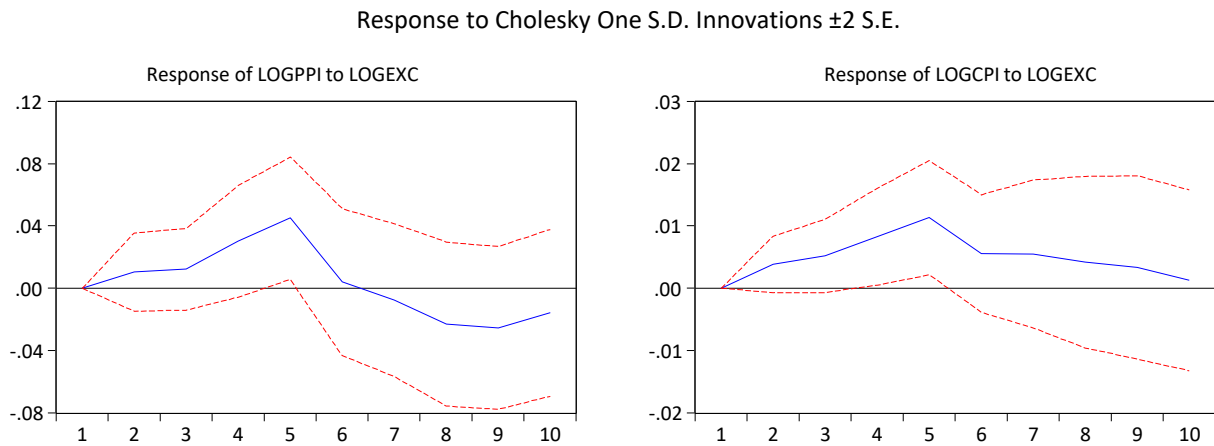 Response to Cholesky One S.D. Innovations ±2 S.E.
Response of LOGPPI to LOGEXC
.12
.08
.04
.00
-.04
-.08
1 2 3 4 5 6 7 8 9 10
Response of LOGCPI to LOGEXC
.03
.02
.01
.00
-.01
-.02
1 2 3 4 5 6 7 8 9 10